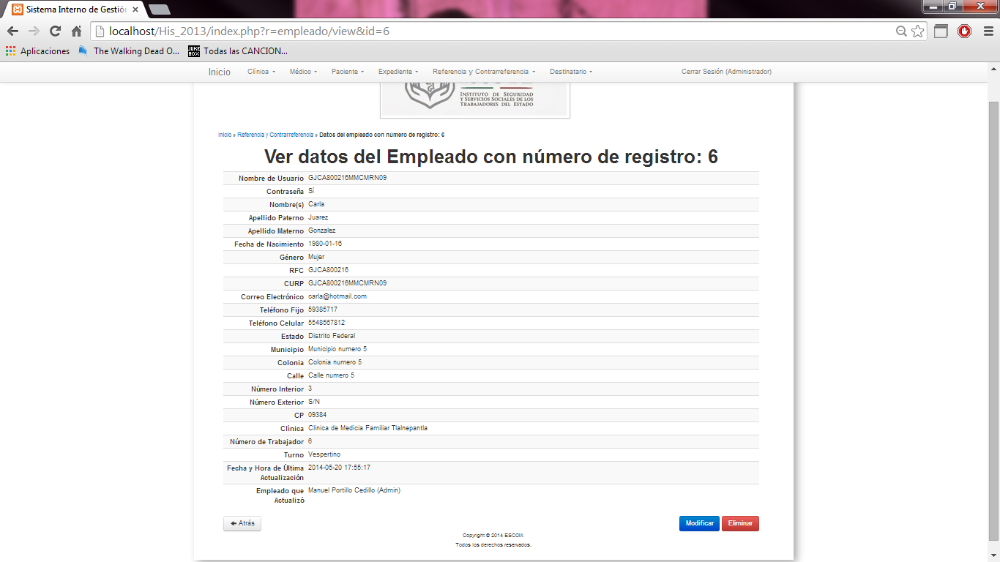 Sistema Interno de Gestión
localhost/His_2013/index.php?r=empleado/view&id=6
Aplicaciones The Walking Dead O... JUKE BOX Todas las CANCION...
Inicio Clínica Médico Paciente Expediente Referencia y Contrarreferencia Destinatario Cerrar Sesión (Administrador)
INSTITUTO DE SEGURIDAD
Y SERVICIOS SOCIALES DE LOS
TRABAJADORES DEL ESTADO
Inicio » Referencia y Contrarreferencia » Datos del empleado con número de registro: 6
Ver datos del Empleado con número de registro: 6
Nombre de Usuario GJCA800216MMCMRN09
Contraseña Sí
Nombre(s) Carla
Apellido Paterno Juarez
Apellido Materno Gonzalez
Fecha de Nacimiento 1980-01-16
Género Mujer
RFC GJCA800216
CURP GJCA800216MMCMRN09
Correo Electrónico carla@hotmail.com
Teléfono Fijo 59385717
Teléfono Celular 5548567812
Estado Distrito Federal
Municipio Municipio numero 5
Colonia Colonia numero 5
Calle Calle numero 5
Número Interior 3
Número Exterior S/N
CP 09384
Clínica Clinica de Medicia Familiar Tlalnepantla
Número de Trabajador 6
Turno Vespertino
Fecha y Hora de Última 2014-05-20 17:55:17
Actualización
Empleado que Manuel Portillo Cedillo (Admin)
Actualizó
Atrás Modificar Eliminar
Copyright © 2014 ESCOM.
Todos los derechos reservados.